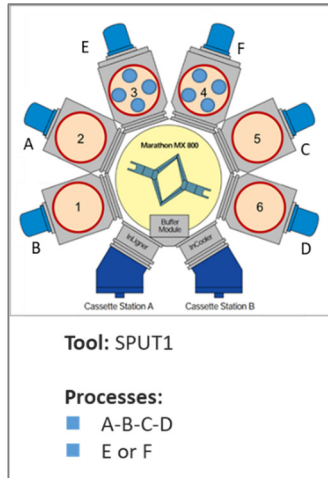 E
F
3
4
A
2
Marathon MX 800
5
C
B
1
6
D
Buffer
Module
InLigner
InCooler
Cassette Station A
Cassette Station B
Tool: SPUT1
Processes:
A-B-C-D
E or F